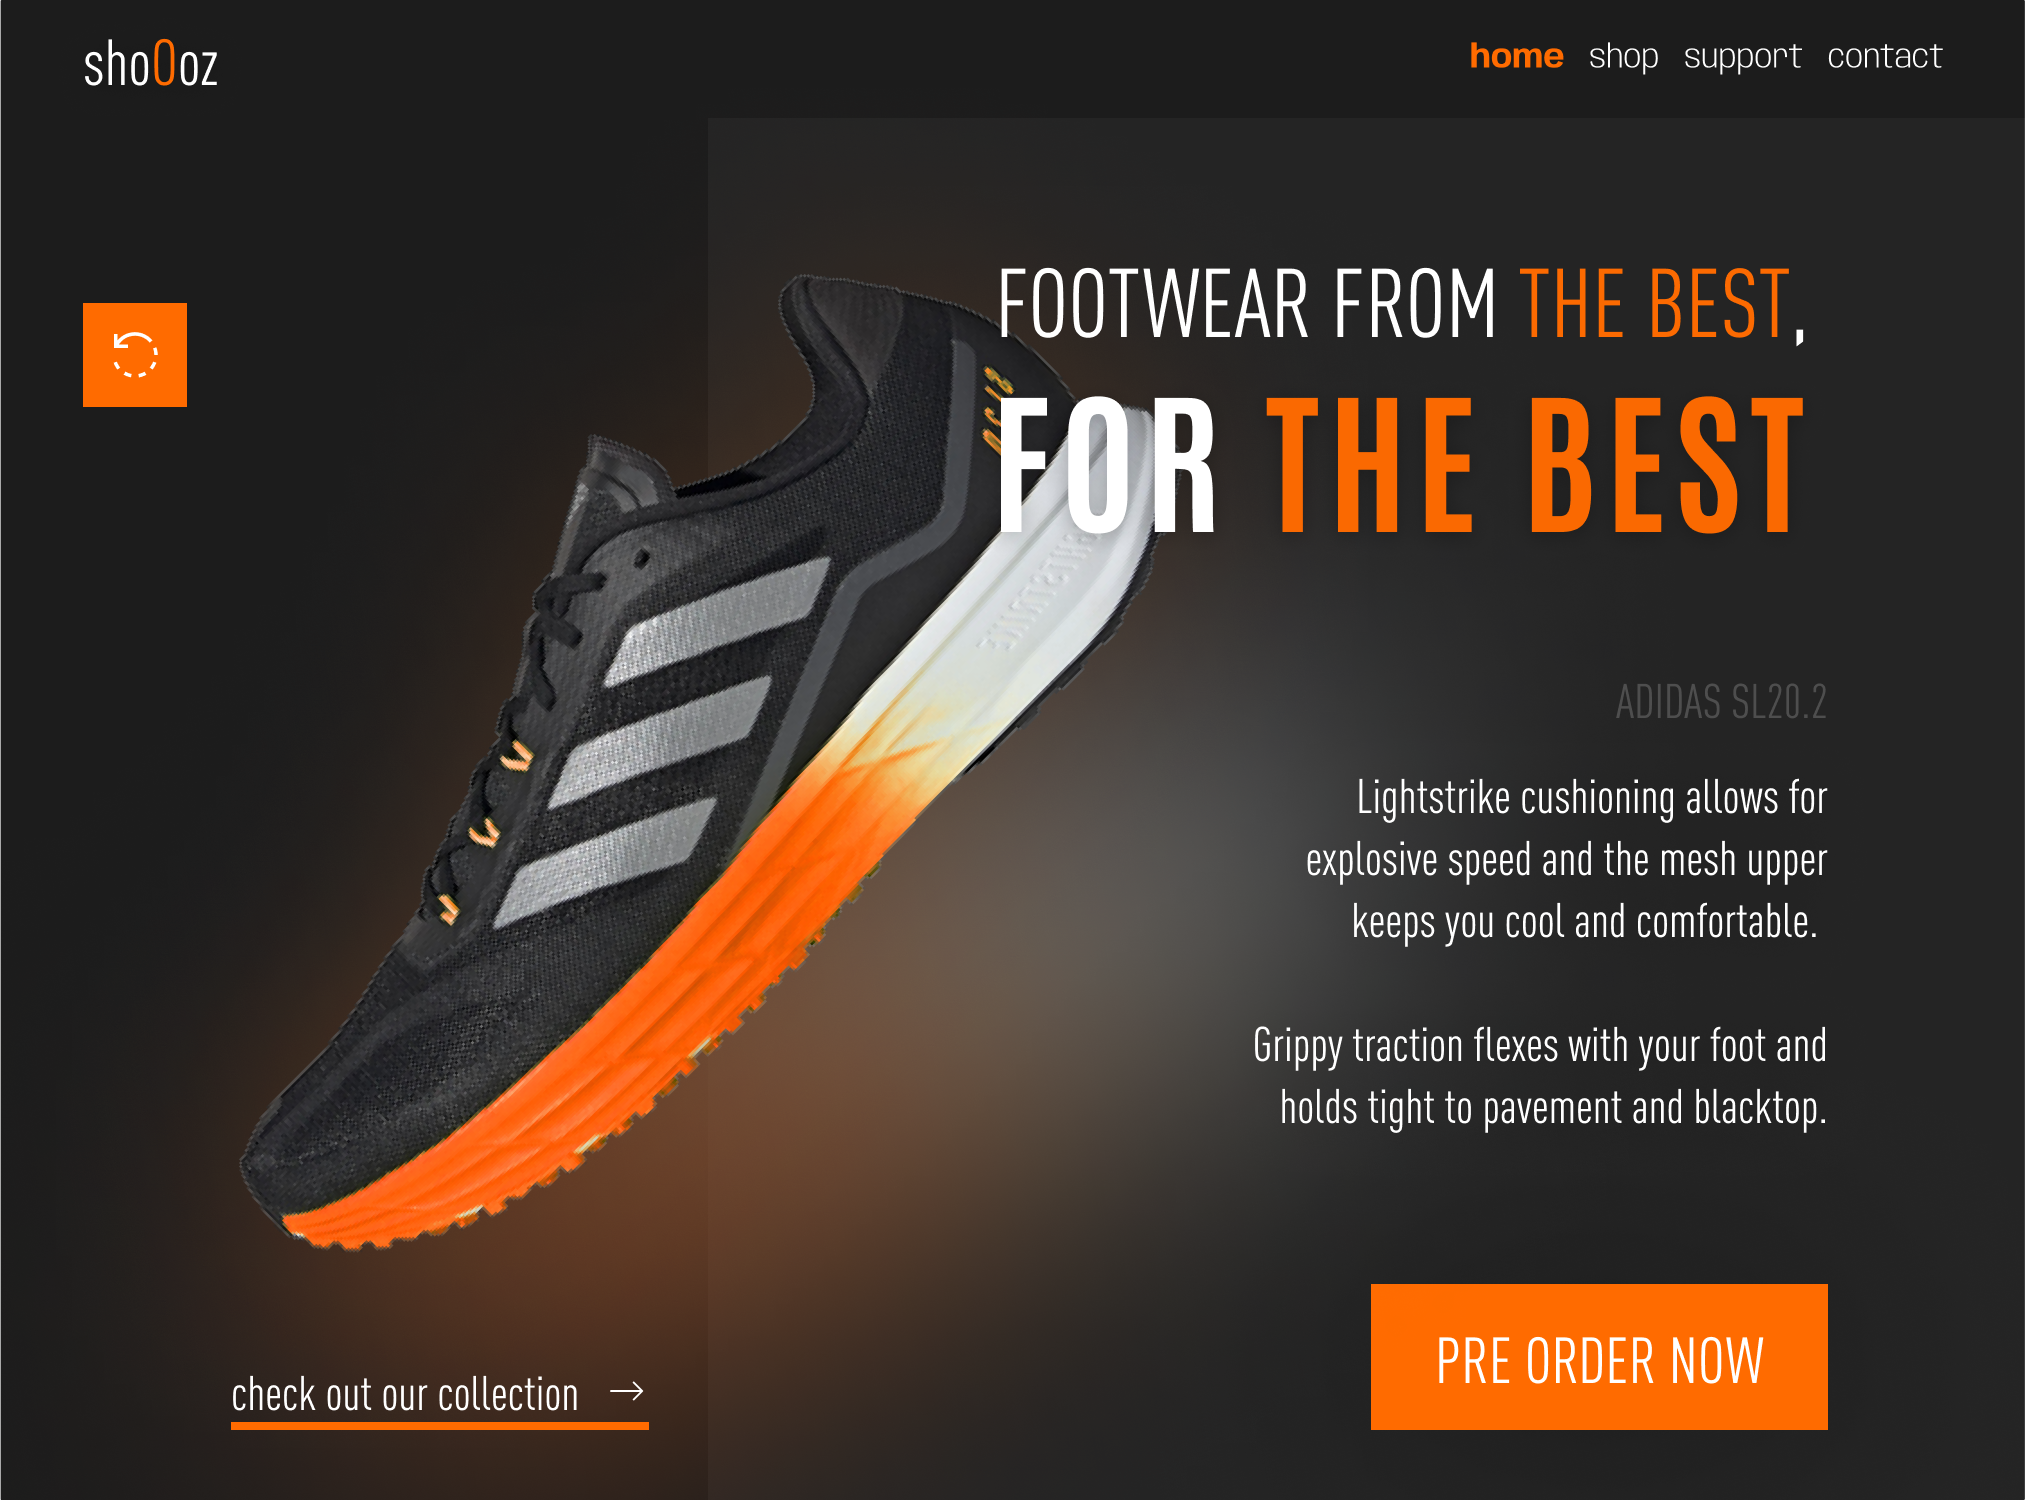 shoOoz
home shop support contact
FOOTWEAR FROM THE BEST,
FOR THE BEST
ADIDAS SL20.2
Lightstrike cushioning allows for
explosive speed and the mesh upper
keeps you cool and comfortable.
Grippy traction flexes with your foot and
holds tight to pavement and blacktop.
check out our collection →
PRE ORDER NOW